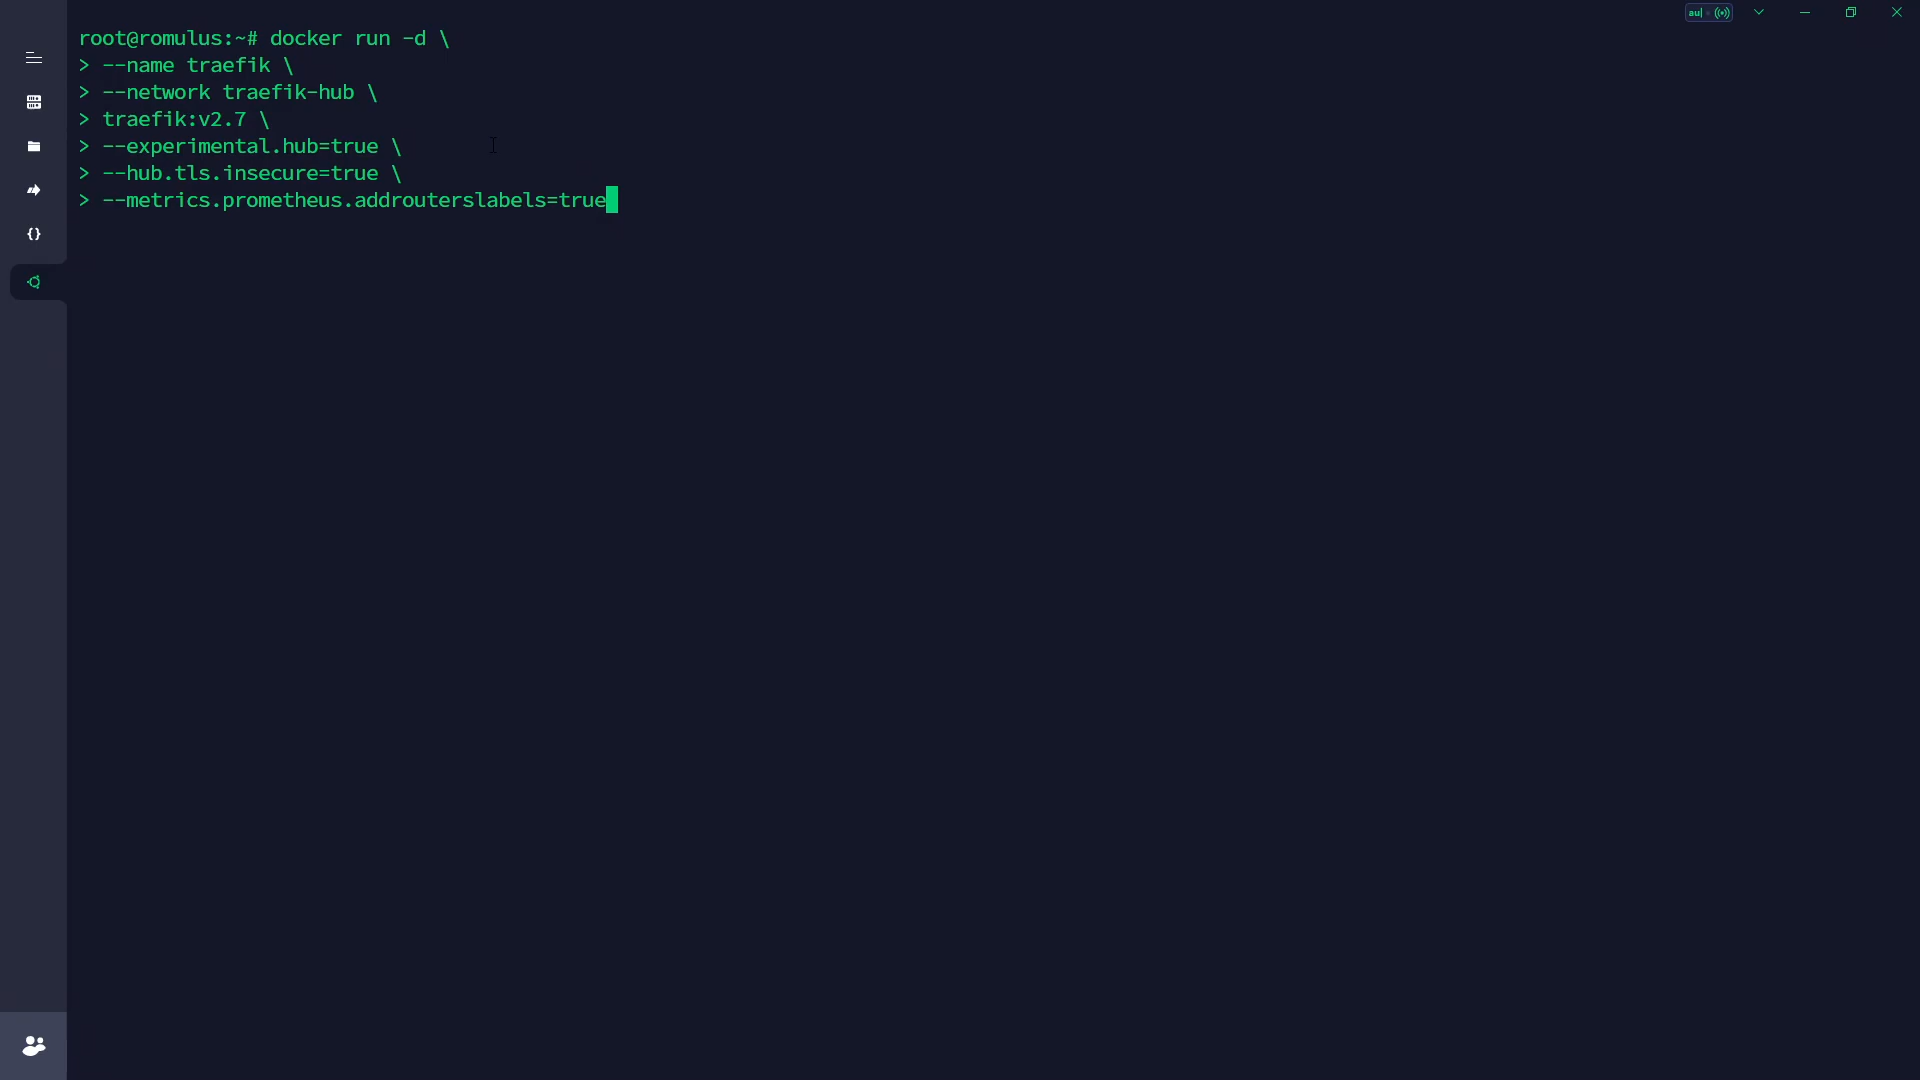 au| ((•))
root@romulus:~# docker run -d \
> --name traefik \
> --network traefik-hub \
> traefik:v2.7 \
> --experimental.hub=true \
> --hub.tls.insecure=true \
> --metrics.prometheus.addrouterslabels=true
{}